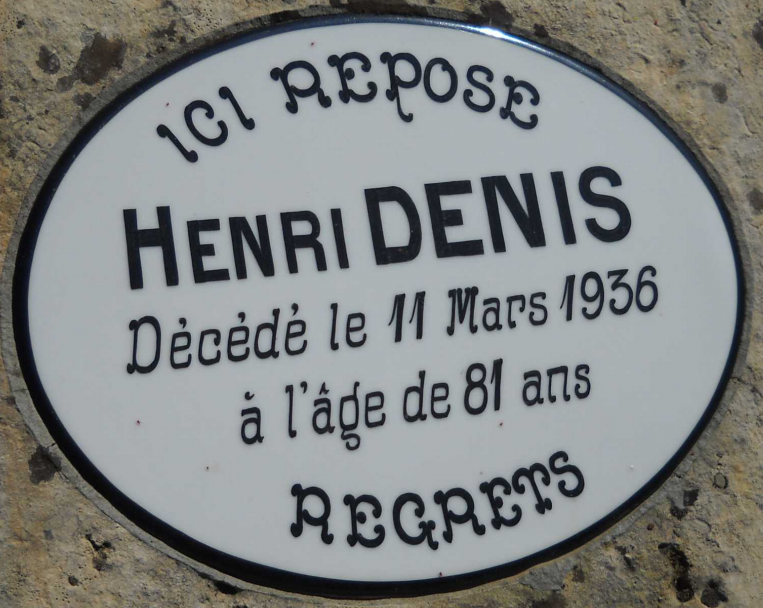 ICI REPOSE
HENRI DENIS
Décédé le 11 Mars 1936
à l'âge de 81 ans
REGRETS